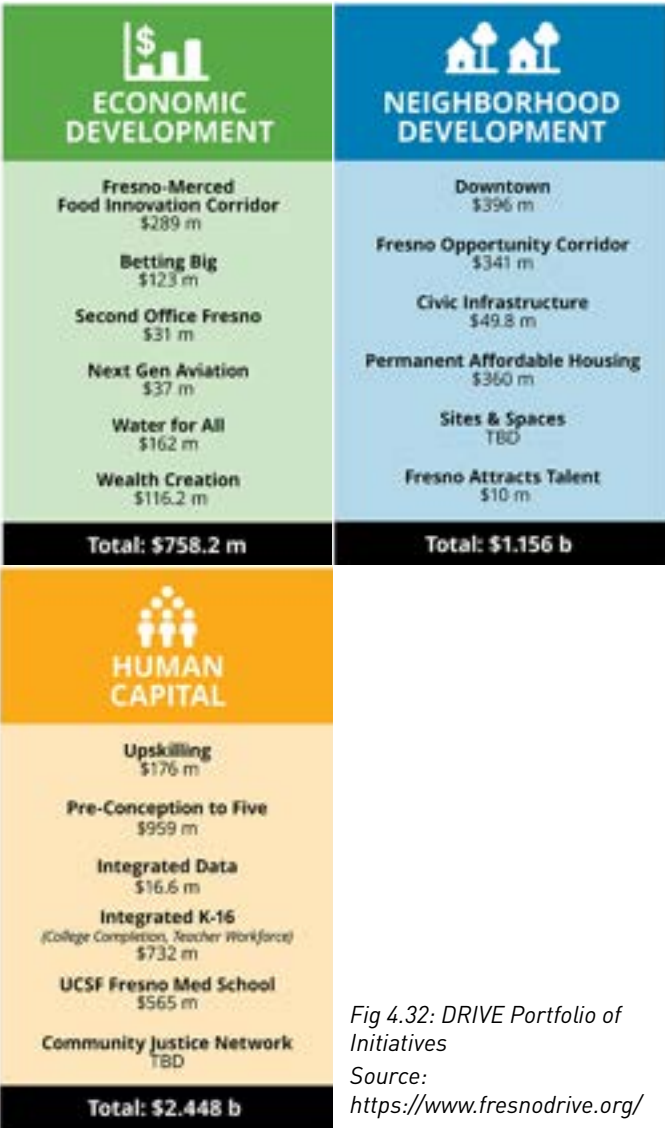 $
ECONOMIC
DEVELOPMENT
Fresno-Merced
Food Innovation Corridor
$289 m
Betting Big
$123 m
Second Office Fresno
$31 m
Next Gen Aviation
$37 m
Water for All
$162 m
Wealth Creation
$116.2 m
Total: $758.2 m
NEIGHBORHOOD
DEVELOPMENT
Downtown
$396 m
Fresno Opportunity Corridor
$341 m
Civic Infrastructure
$49.8 m
Permanent Affordable Housing
$360 m
Sites & Spaces
TBD
Fresno Attracts Talent
$10 m
Total: $1.156 b
HUMAN
CAPITAL
Upskilling
$176 m
Pre-Conception to Five
$959 m
Integrated Data
$16.6 m
Integrated K-16
(College Completion, Teacher Workforce)
$732 m
UCSF Fresno Med School
$565 m
Community Justice Network
TBD
Total: $2.448 b
Fig 4.32: DRIVE Portfolio of
Initiatives
Source:
https://www.fresnodrive.org/